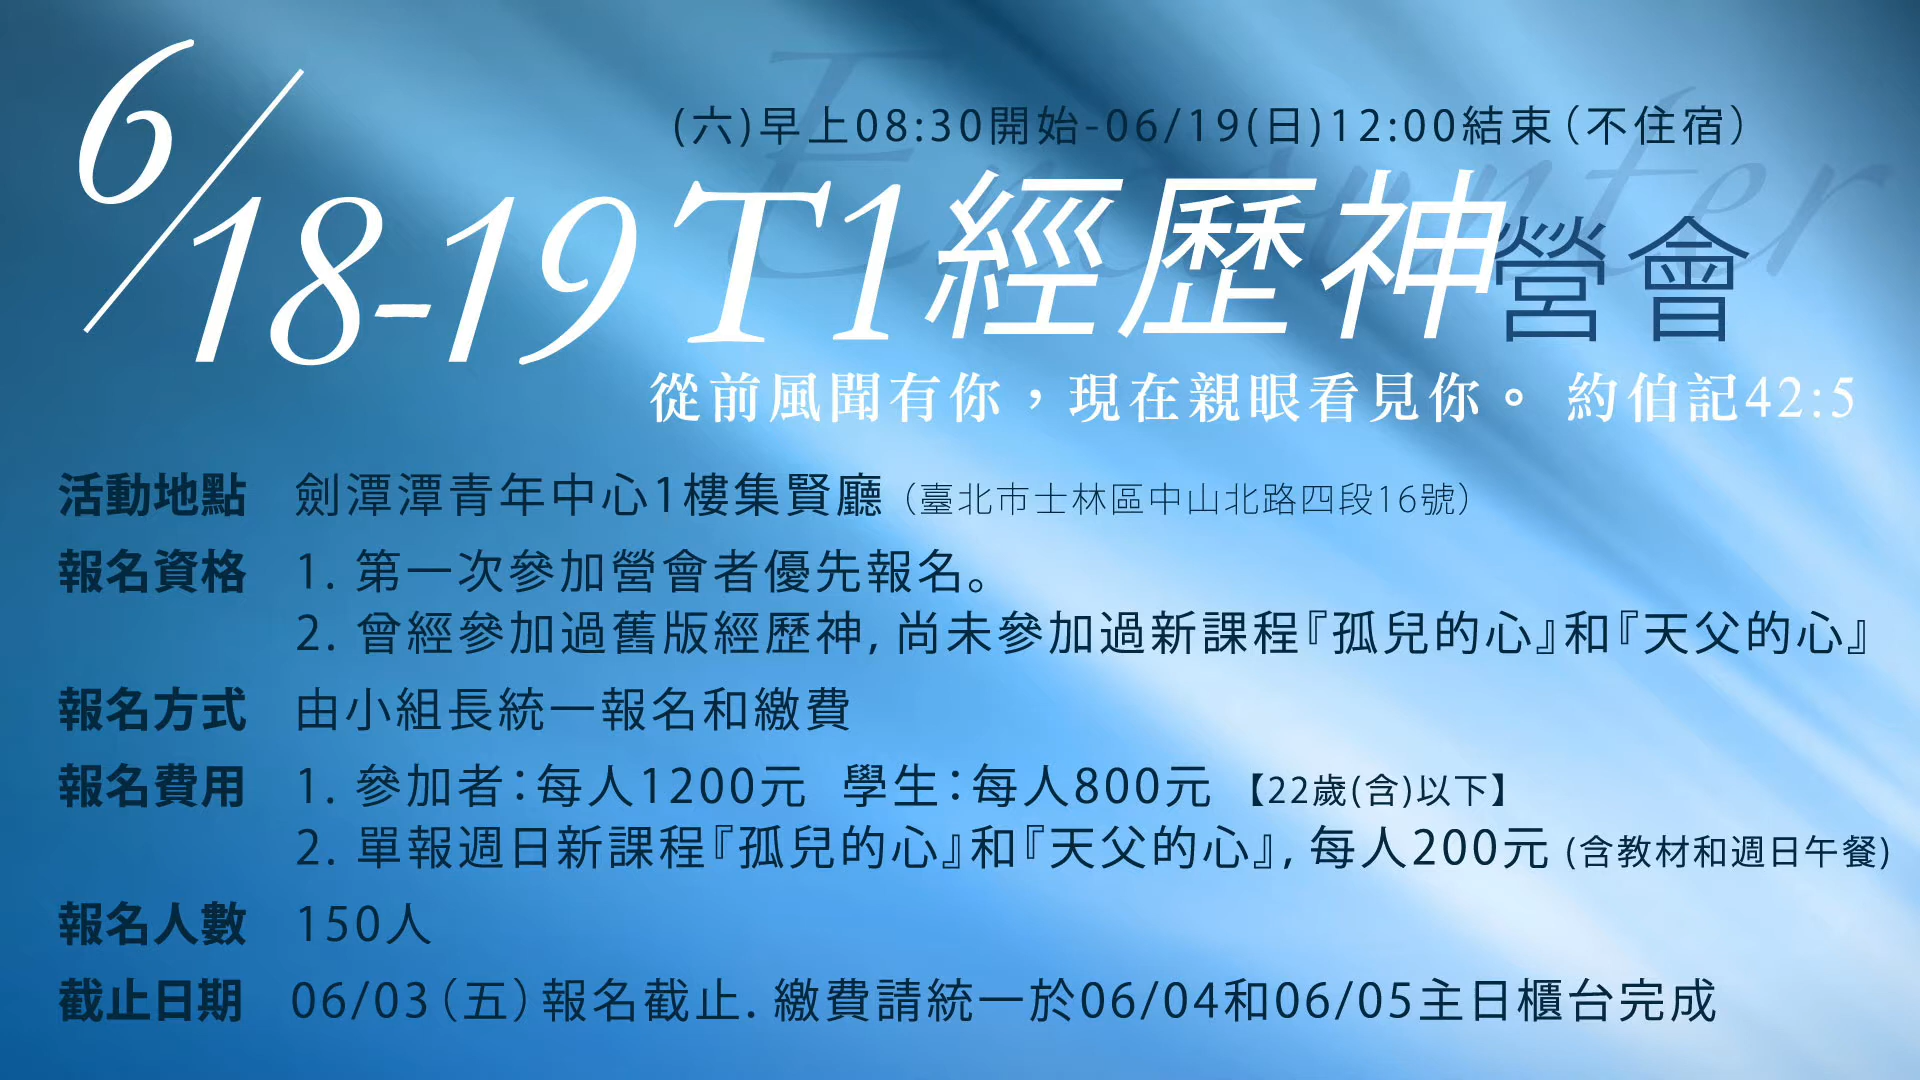 6/18-19
(六)早上08:30開始-06/19(日)12:00結束(不住宿)
Encounter
T1經歷神營會
從前風聞有你，現在親眼看見你。 約伯記42:5
活動地點 劍潭潭青年中心1樓集賢廳（臺北市士林區中山北路四段16號）
報名資格 1. 第一次參加營會者優先報名。
2. 曾經參加過舊版經歷神, 尚未參加過新課程『孤兒的心』和『天父的心』
報名方式 由小組長統一報名和繳費
報名費用 1. 參加者：每人1200元 學生：每人800元 【22歲(含)以下】
2. 單報週日新課程『孤兒的心』和『天父的心』, 每人200元 (含教材和週日午餐)
報名人數 150人
截止日期 06/03（五）報名截止. 繳費請統一於06/04和06/05主日櫃台完成